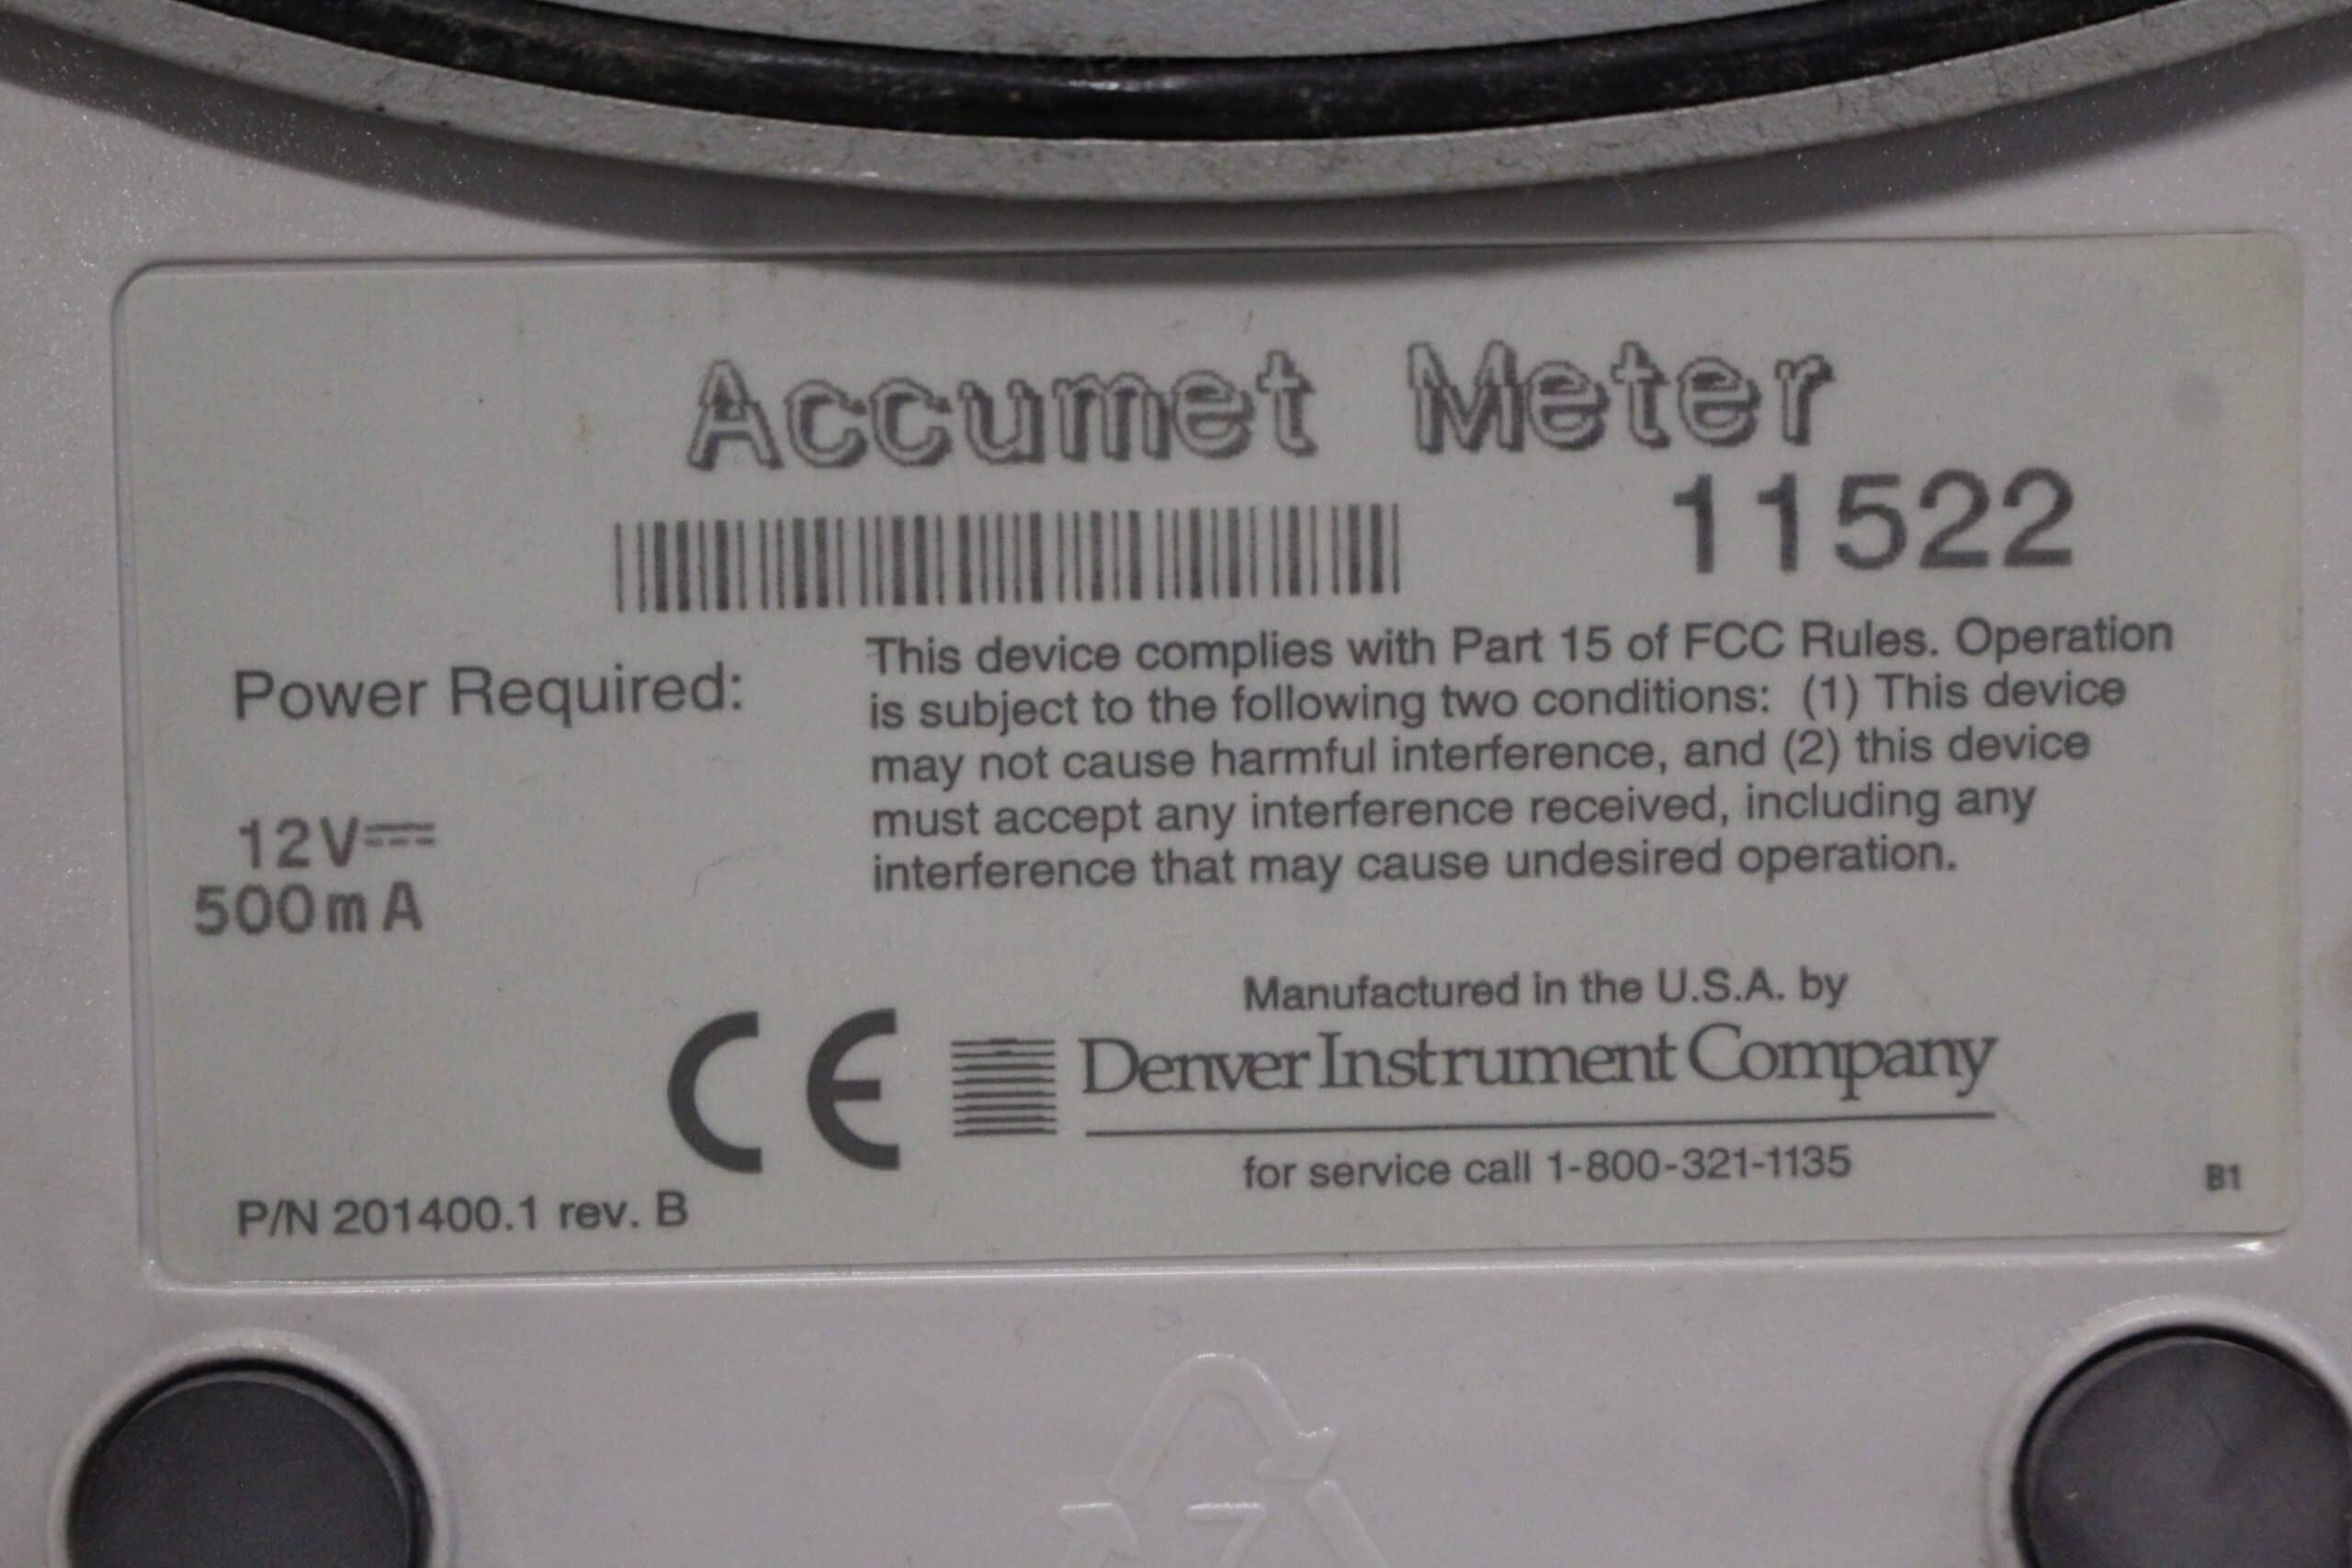 Accumet Meter
11522
Power Required:
12V
500mA
This device complies with Part 15 of FCC Rules. Operation
is subject to the following two conditions: (1) This device
may not cause harmful interference, and (2) this device
must accept any interference received, including any
interference that may cause undesired operation.
Manufactured in the U.S.A. by
CE
Denver Instrument Company
for service call 1-800-321-1135
P/N 201400.1 rev. B
B1
7